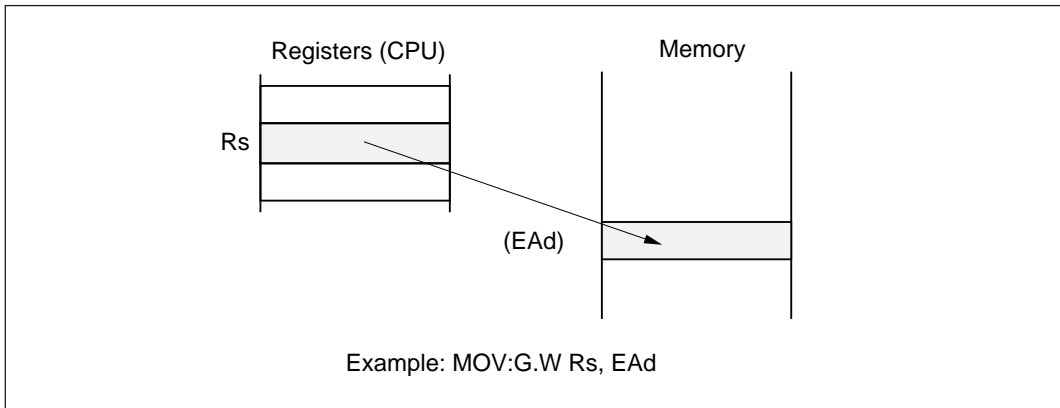 Registers (CPU)
Memory
Rs
(EAd)
Example: MOV:G.W Rs, EAd